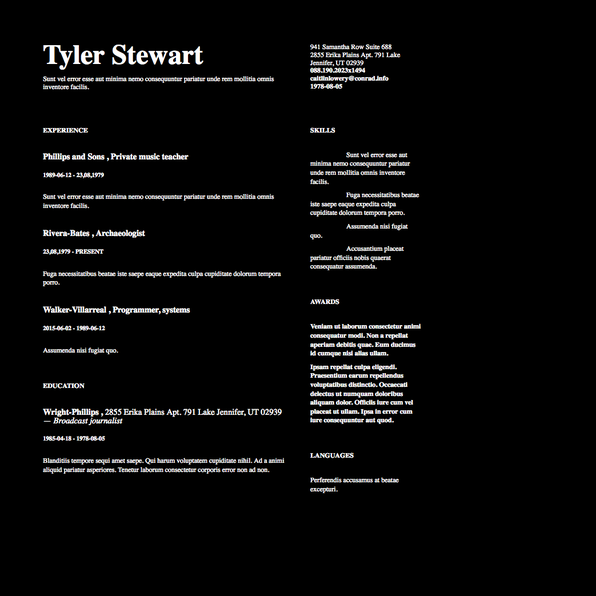 Tyler Stewart
Sunt vel error esse aut minima nemo consequuntur pariatur unde rem mollitia omnis
inventore facilis.
EXPERIENCE
Phillips and Sons , Private music teacher
1989-06-12 - 23,08,1979
Sunt vel error esse aut minima nemo consequuntur pariatur unde rem mollitia omnis
inventore facilis.
Rivera-Bates , Archaeologist
23,08,1979 - PRESENT
Fuga necessitatibus beatae iste saepe eaque expedita culpa cupiditate dolorum tempora
porro.
Walker-Villarreal , Programmer, systems
2015-06-02 - 1989-06-12
Assumenda nisi fugiat quo.
EDUCATION
Wright-Phillips , 2855 Erika Plains Apt. 791 Lake Jennifer, UT 02939
— Broadcast journalist
1985-04-18 - 1978-08-05
Blanditiis tempore sequi amet saepe. Qui harum voluptatem cupiditate nihil. Ad a animi
aliquid pariatur asperiores. Tenetur laborum consectetur corporis error non ad non.
941 Samantha Row Suite 688
2855 Erika Plains Apt. 791 Lake
Jennifer, UT 02939
088.190.2023x1494
caitlinlowery@conrad.info
1978-08-05
SKILLS
Sunt vel error esse aut
minima nemo consequuntur pariatur
unde rem mollitia omnis inventore
facilis.
Fuga necessitatibus beatae
iste saepe eaque expedita culpa
cupiditate dolorum tempora porro.
Assumenda nisi fugiat
quo.
Accusantium placeat
pariatur officiis nobis quaerat
consequatur assumenda.
AWARDS
Veniam ut laborum consectetur animi
consequatur modi. Non a repellat
aperiam debitis quae. Eum ducimus
id cumque nisi alias ullam.
Ipsam repellat culpa eligendi.
Praesentium earum repellendus
voluptatibus distinctio. Occaecati
delectus ut numquam doloribus
aliquam dolor. Officiis iure cum vel
placeat ut ullam. Ipsa in error cum
iure consequuntur aut quod.
LANGUAGES
Perferendis accusamus at beatae
excepturi.